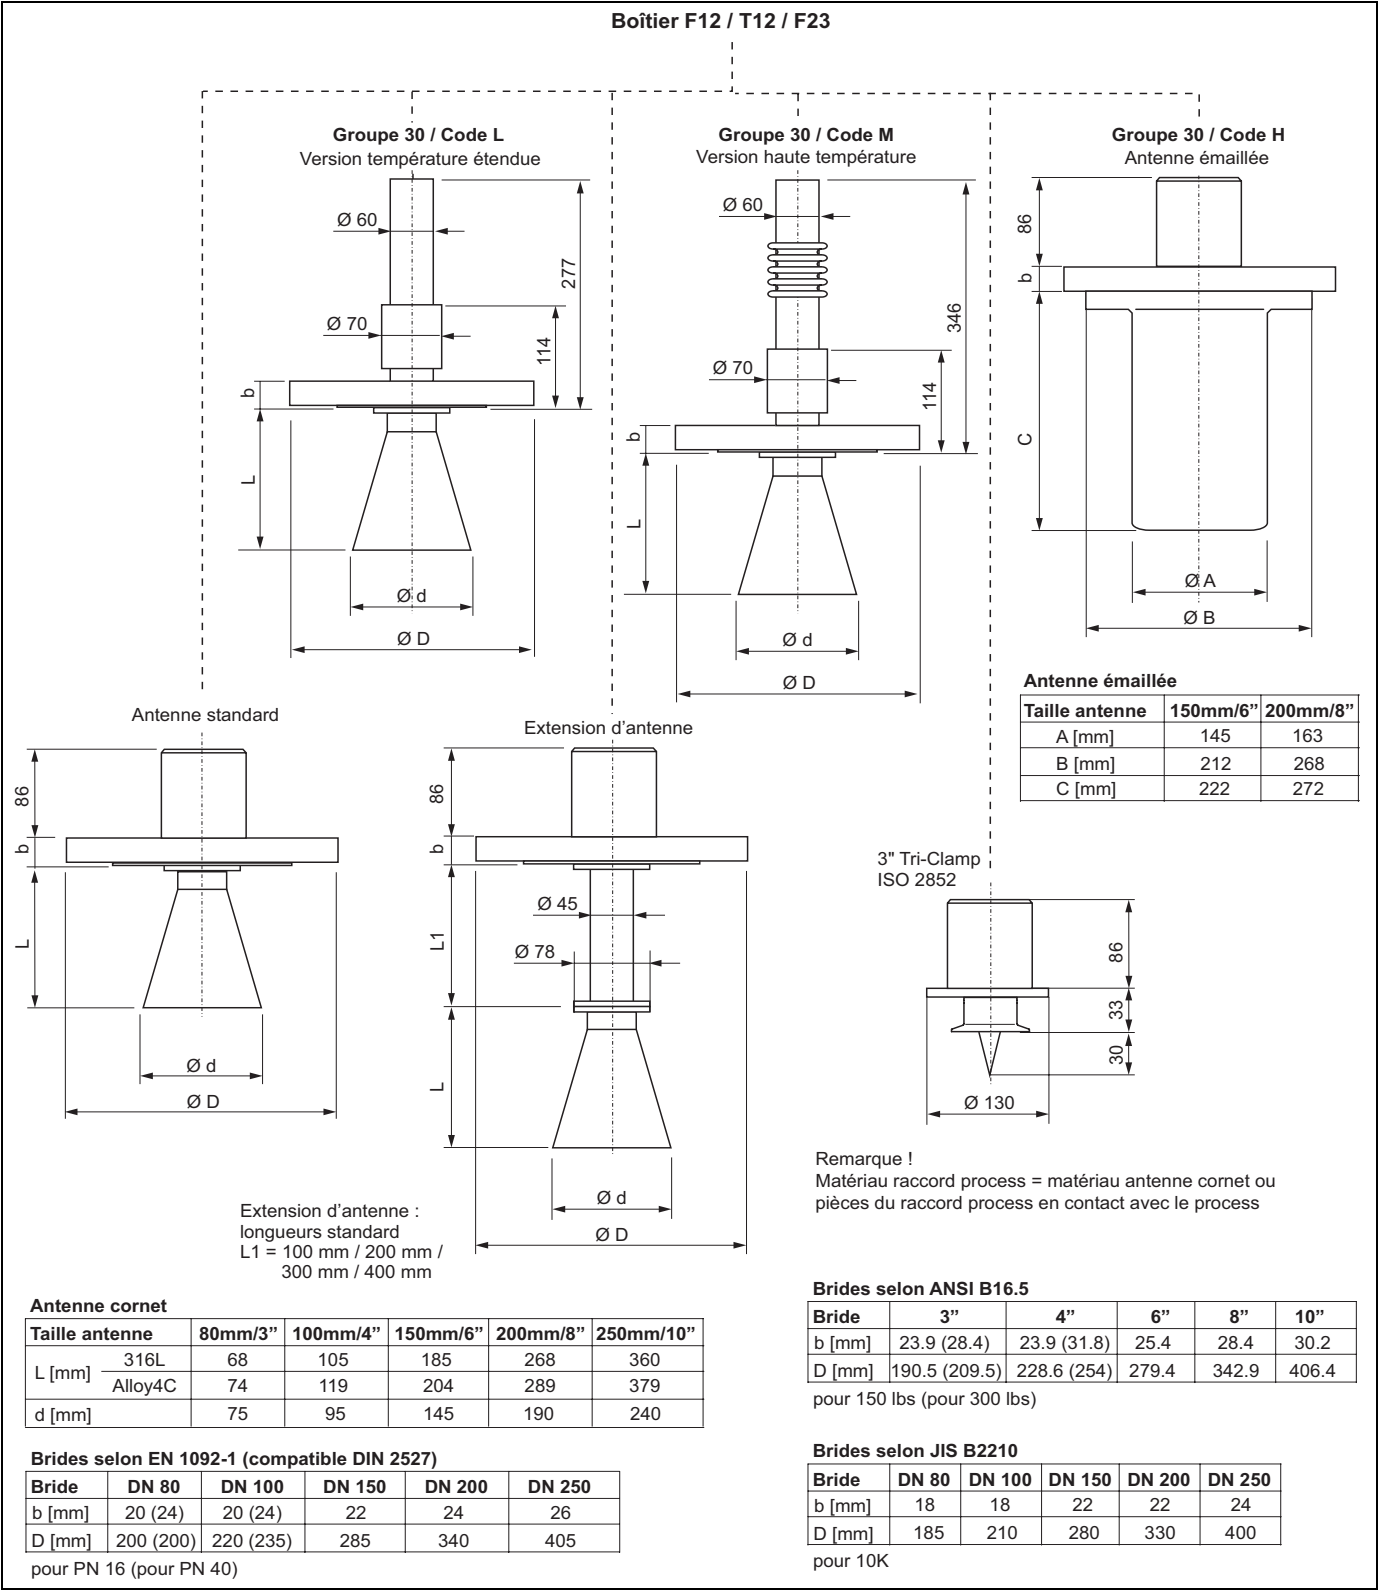 Boîtier F12 / T12 / F23
Groupe 30 / Code L
Version température étendue
Ø 60
277
Ø 70
114
b
L
Ø d
Ø D
Groupe 30 / Code M
Version haute température
Ø 60
346
Ø 70
114
b
L
Ø d
Ø D
Groupe 30 / Code H
Antenne émaillée
86
b
C
Ø A
Ø B
Antenne émaillée
Taille antenne 150mm/6” 200mm/8”
A [mm] 145 163
B [mm] 212 268
C [mm] 222 272
Antenne standard
86
b
L
Ø d
Ø D
Extension d’antenne
86
b
Ø 45
L1
Ø 78
L
Ø d
Ø D
3" Tri-Clamp
ISO 2852
86
33
30
Ø 130
Remarque !
Matériau raccord process = matériau antenne cornet ou
pièces du raccord process en contact avec le process
Extension d’antenne :
longueurs standard
L1 = 100 mm / 200 mm /
300 mm / 400 mm
Antenne cornet
Taille antenne 80mm/3” 100mm/4” 150mm/6” 200mm/8” 250mm/10”
L [mm] 316L 68 105 185 268 360
Alloy4C 74 119 204 289 379
d [mm] 75 95 145 190 240
Brides selon EN 1092-1 (compatible DIN 2527)
Bride DN 80 DN 100 DN 150 DN 200 DN 250
b [mm] 20 (24) 20 (24) 22 24 26
D [mm] 200 (200) 220 (235) 285 340 405
pour PN 16 (pour PN 40)
Brides selon ANSI B16.5
Bride 3” 4” 6” 8” 10”
b [mm] 23.9 (28.4) 23.9 (31.8) 25.4 28.4 30.2
D [mm] 190.5 (209.5) 228.6 (254) 279.4 342.9 406.4
pour 150 lbs (pour 300 lbs)
Brides selon JIS B2210
Bride DN 80 DN 100 DN 150 DN 200 DN 250
b [mm] 18 18 22 22 24
D [mm] 185 210 280 330 400
pour 10K